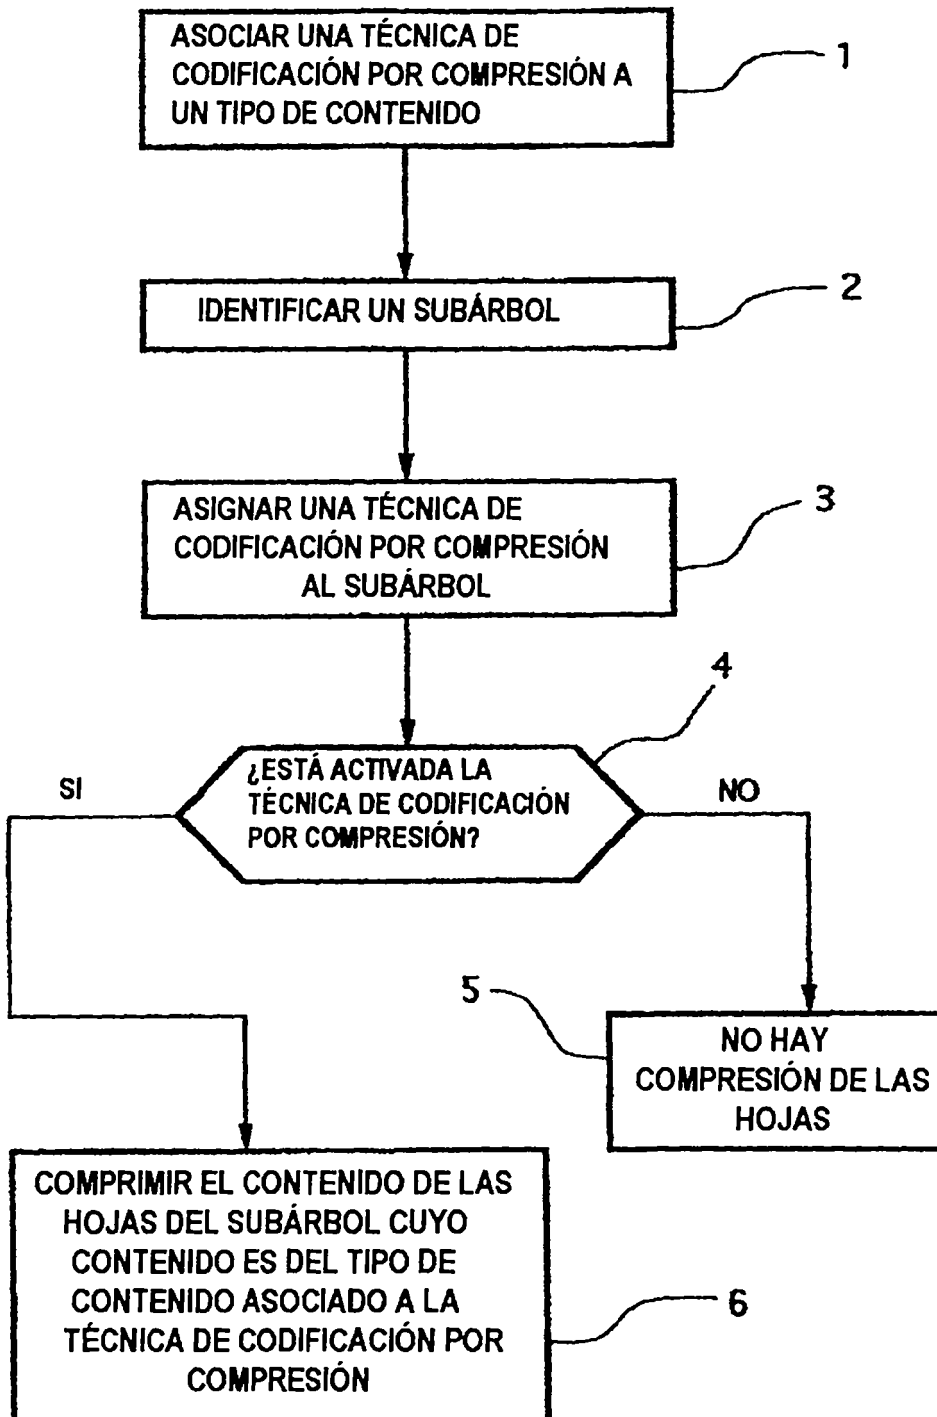 ASOCIAR UNA TÉCNICA DE
CODIFICACIÓN POR COMPRESIÓN A
UN TIPO DE CONTENIDO
1
IDENTIFICAR UN SUBÁRBOL
2
ASIGNAR UNA TÉCNICA DE
CODIFICACIÓN POR COMPRESIÓN
AL SUBÁRBOL
3
4
¿ESTÁ ACTIVADA LA
TÉCNICA DE CODIFICACIÓN
POR COMPRESIÓN?
SI
NO
5
NO HAY
COMPRESIÓN DE LAS
HOJAS
COMPRIMIR EL CONTENIDO DE LAS
HOJAS DEL SUBÁRBOL CUYO
CONTENIDO ES DEL TIPO DE
CONTENIDO ASOCIADO A LA
TÉCNICA DE CODIFICACIÓN POR
COMPRESIÓN
6